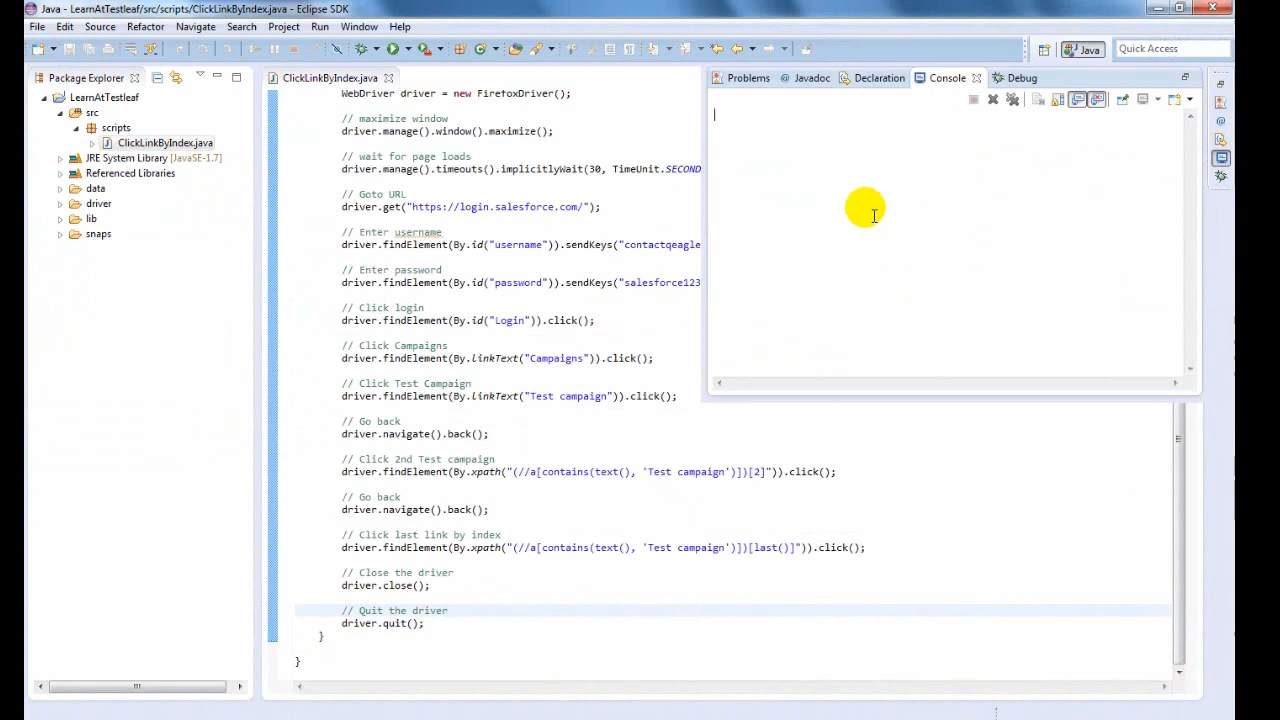 Java - LearnAtTestleaf/src/scripts/ClickLinkByIndex.java - Eclipse SDK
File Edit Source Refactor Navigate Search Project Run Window Help
Java
Quick Access
Package Explorer
LearnAtTestleaf
src
scripts
ClickLinkByIndex.java
JRE System Library [JavaSE-1.7]
Referenced Libraries
data
driver
lib
snaps
ClickLinkByIndex.java
WebDriver driver = new FirefoxDriver();
// maximize window
driver.manage().window().maximize();
// wait for page loads
driver.manage().timeouts().implicitlyWait(30, TimeUnit.SECOND
// Goto URL
driver.get("https://login.salesforce.com/");
// Enter username
driver.findElement(By.id("username")).sendKeys("contactqeagle
// Enter password
driver.findElement(By.id("password")).sendKeys("salesforce123
// Click login
driver.findElement(By.id("Login")).click();
// Click Campaigns
driver.findElement(By.linkText("Campaigns")).click();
// Click Test Campaign
driver.findElement(By.linkText("Test campaign")).click();
// Go back
driver.navigate().back();
// Click 2nd Test campaign
driver.findElement(By.xpath("(//a[contains(text(), 'Test campaign')])[2]")).click();
// Go back
driver.navigate().back();
// Click last link by index
driver.findElement(By.xpath("(//a[contains(text(), 'Test campaign')])[last()]")).click();
// Close the driver
driver.close();
// Quit the driver
driver.quit();
}
}
Problems @ Javadoc Declaration Console Debug